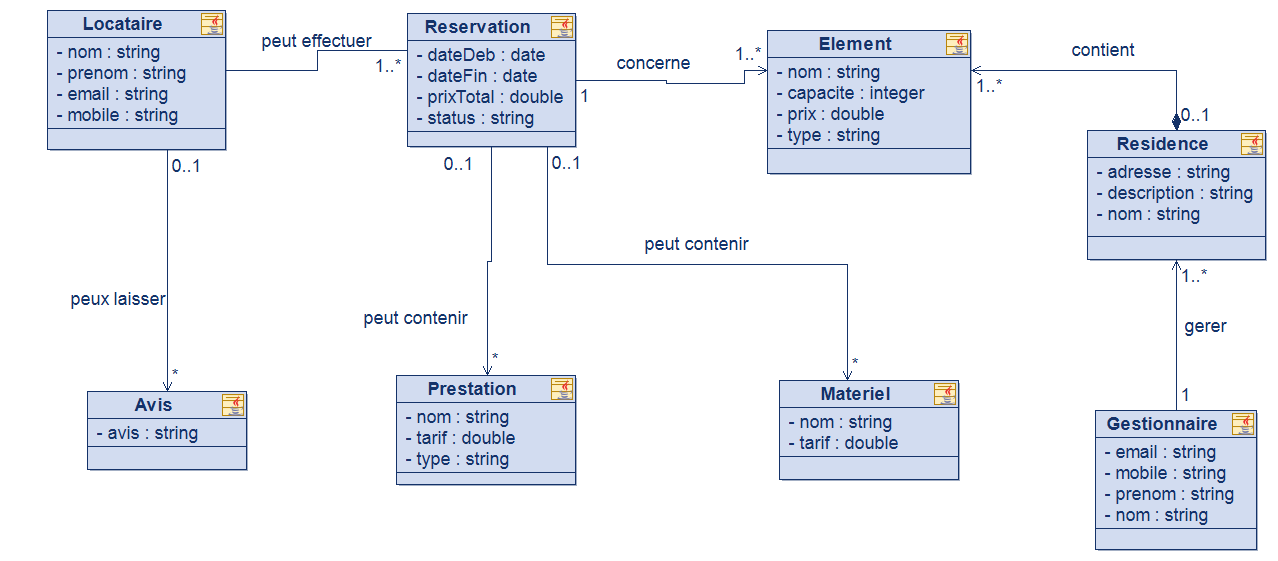 Locataire
- nom : string
- prenom : string
- email : string
- mobile : string
peut effectuer
1..*
Reservation
- dateDeb : date
- dateFin : date
- prixTotal : double
- status : string
concerne
1
1..*
Element
- nom : string
- capacite : integer
- prix : double
- type : string
contient
1..*
0..1
Residence
- adresse : string
- description : string
- nom : string
0..1
0..1
0..1
peut contenir
peux laisser
peut contenir
1..*
gerer
1
*
*
*
Avis
- avis : string
Prestation
- nom : string
- tarif : double
- type : string
Materiel
- nom : string
- tarif : double
Gestionnaire
- email : string
- mobile : string
- prenom : string
- nom : string